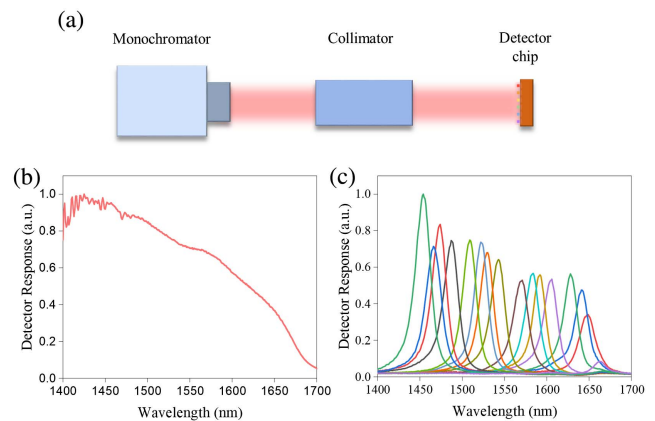 (a)
Monochromator
Collimator
Detector
chip
(b)
Detector Response (a.u.)
1.0
0.8
0.6
0.4
0.2
0.0
1400 1450 1500 1550 1600 1650 1700
Wavelength (nm)
(c)
Detector Response (a.u.)
1.0
0.8
0.6
0.4
0.2
0.0
1400 1450 1500 1550 1600 1650 1700
Wavelength (nm)